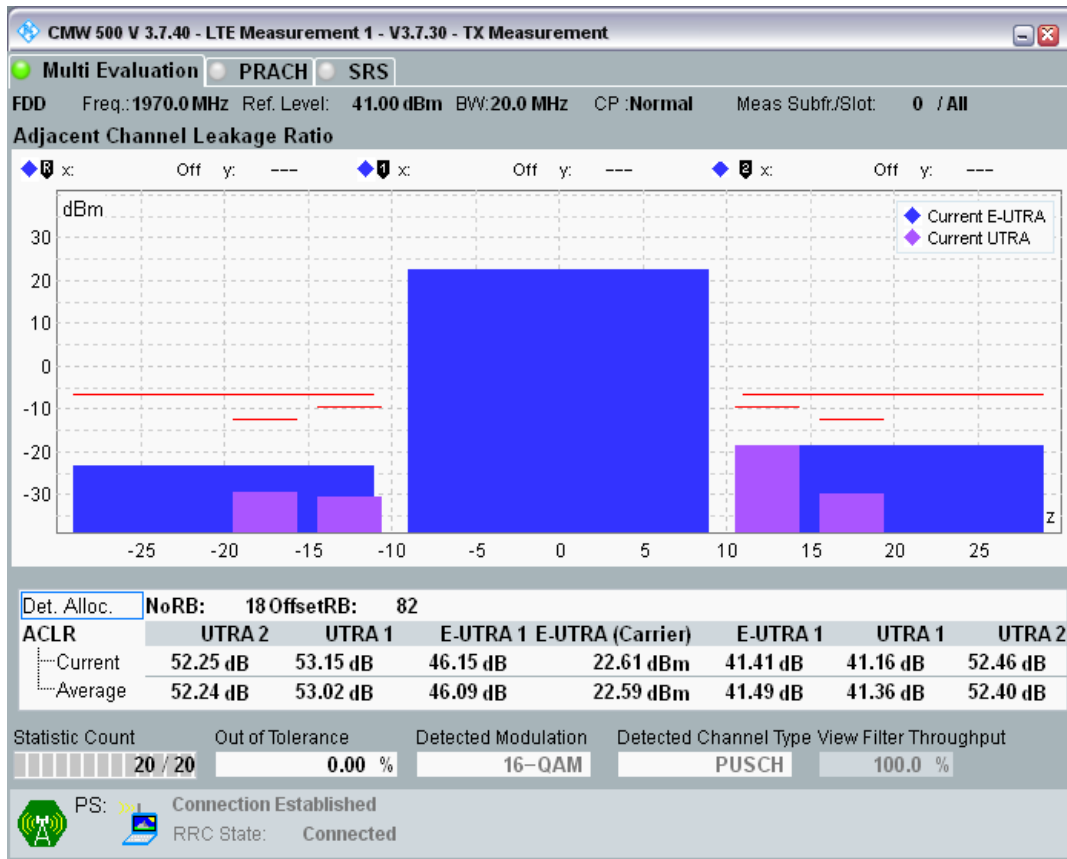 CMW 500 V 3.7.40 - LTE Measurement 1 - V3.7.30 - TX Measurement
Multi Evaluation PRACH SRS
FDD Freq.: 1970.0 MHz Ref. Level: 41.00 dBm BW: 20.0 MHz CP : Normal Meas Subfr./Slot: 0 / All
Adjacent Channel Leakage Ratio
R x: Off y: --- 1 x: Off y: --- 2 x: Off y: ---
dBm
Current E-UTRA
Current UTRA
30
20
10
0
-10
-20
-30
z
-25 -20 -15 -10 -5 0 5 10 15 20 25
Det. Alloc. NoRB: 18 OffsetRB: 82
ACLR UTRA 2 UTRA 1 E-UTRA 1 E-UTRA (Carrier) E-UTRA 1 UTRA 1 UTRA 2
Current 52.25 dB 53.15 dB 46.15 dB 22.61 dBm 41.41 dB 41.16 dB 52.46 dB
Average 52.24 dB 53.02 dB 46.09 dB 22.59 dBm 41.49 dB 41.36 dB 52.40 dB
Statistic Count Out of Tolerance Detected Modulation Detected Channel Type View Filter Throughput
20 / 20 0.00 % 16-QAM PUSCH 100.0 %
PS: Connection Established
RRC State: Connected